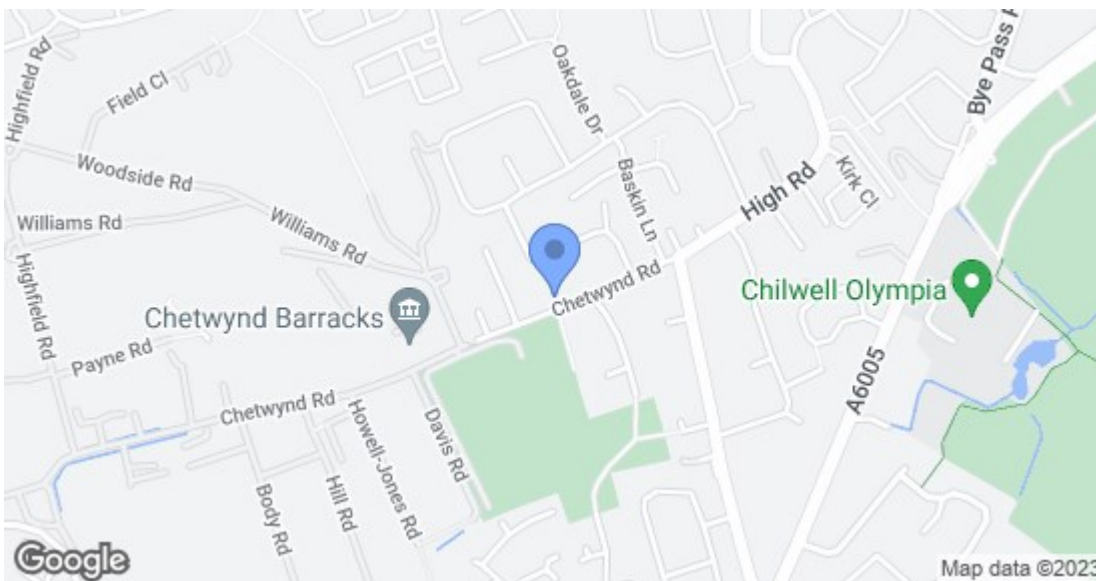 Highfield Rd
Field Cl
Oakdale Dr
Bye Pass R
Woodside Rd
Baskin Ln
High Rd
Kirk Cl
Williams Rd
Williams Rd
Highfield Rd
Chetwynd Rd
Chilwell Olympia
Chetwynd Barracks
Payne Rd
A6005
Chetwynd Rd
Howell-Jones Rd
Davis Rd
Body Rd
Hill Rd
Google
Map data ©2023